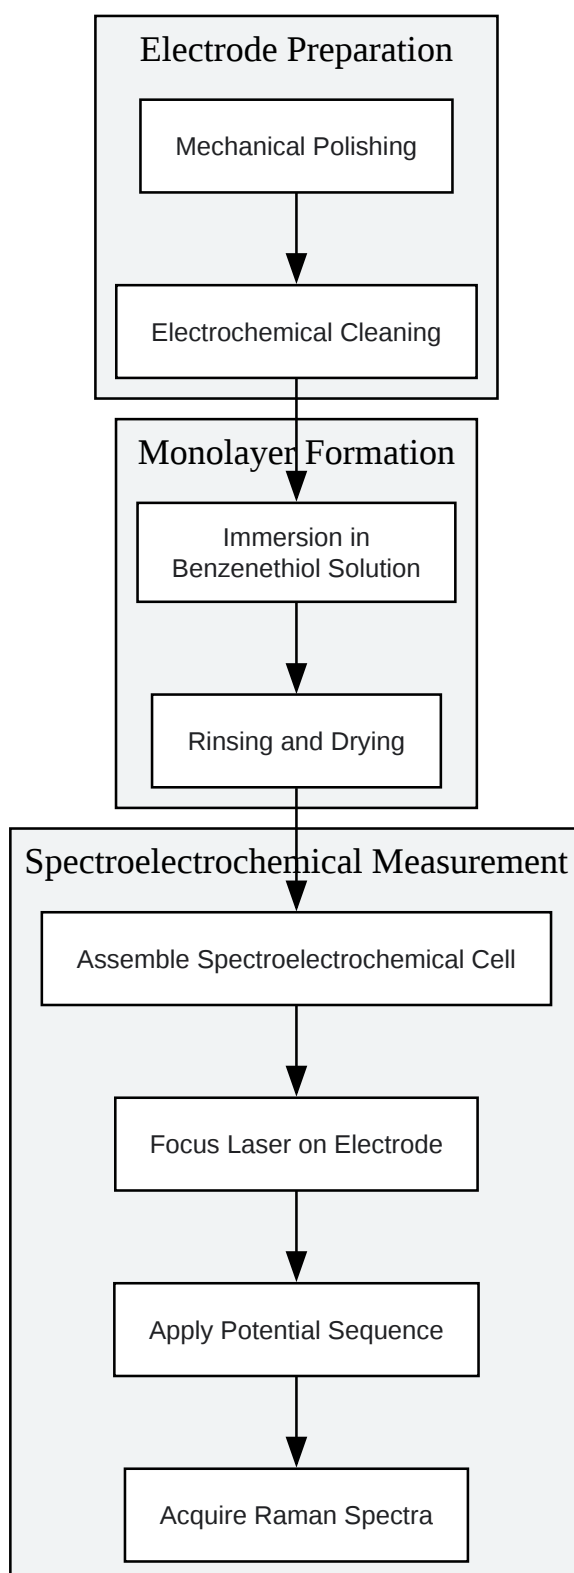 Electrode Preparation
Mechanical Polishing
Electrochemical Cleaning
Monolayer Formation
Immersion in
Benzenethiol Solution
Rinsing and Drying
Spectroelectrochemical Measurement
Assemble Spectroelectrochemical Cell
Focus Laser on Electrode
Apply Potential Sequence
Acquire Raman Spectra